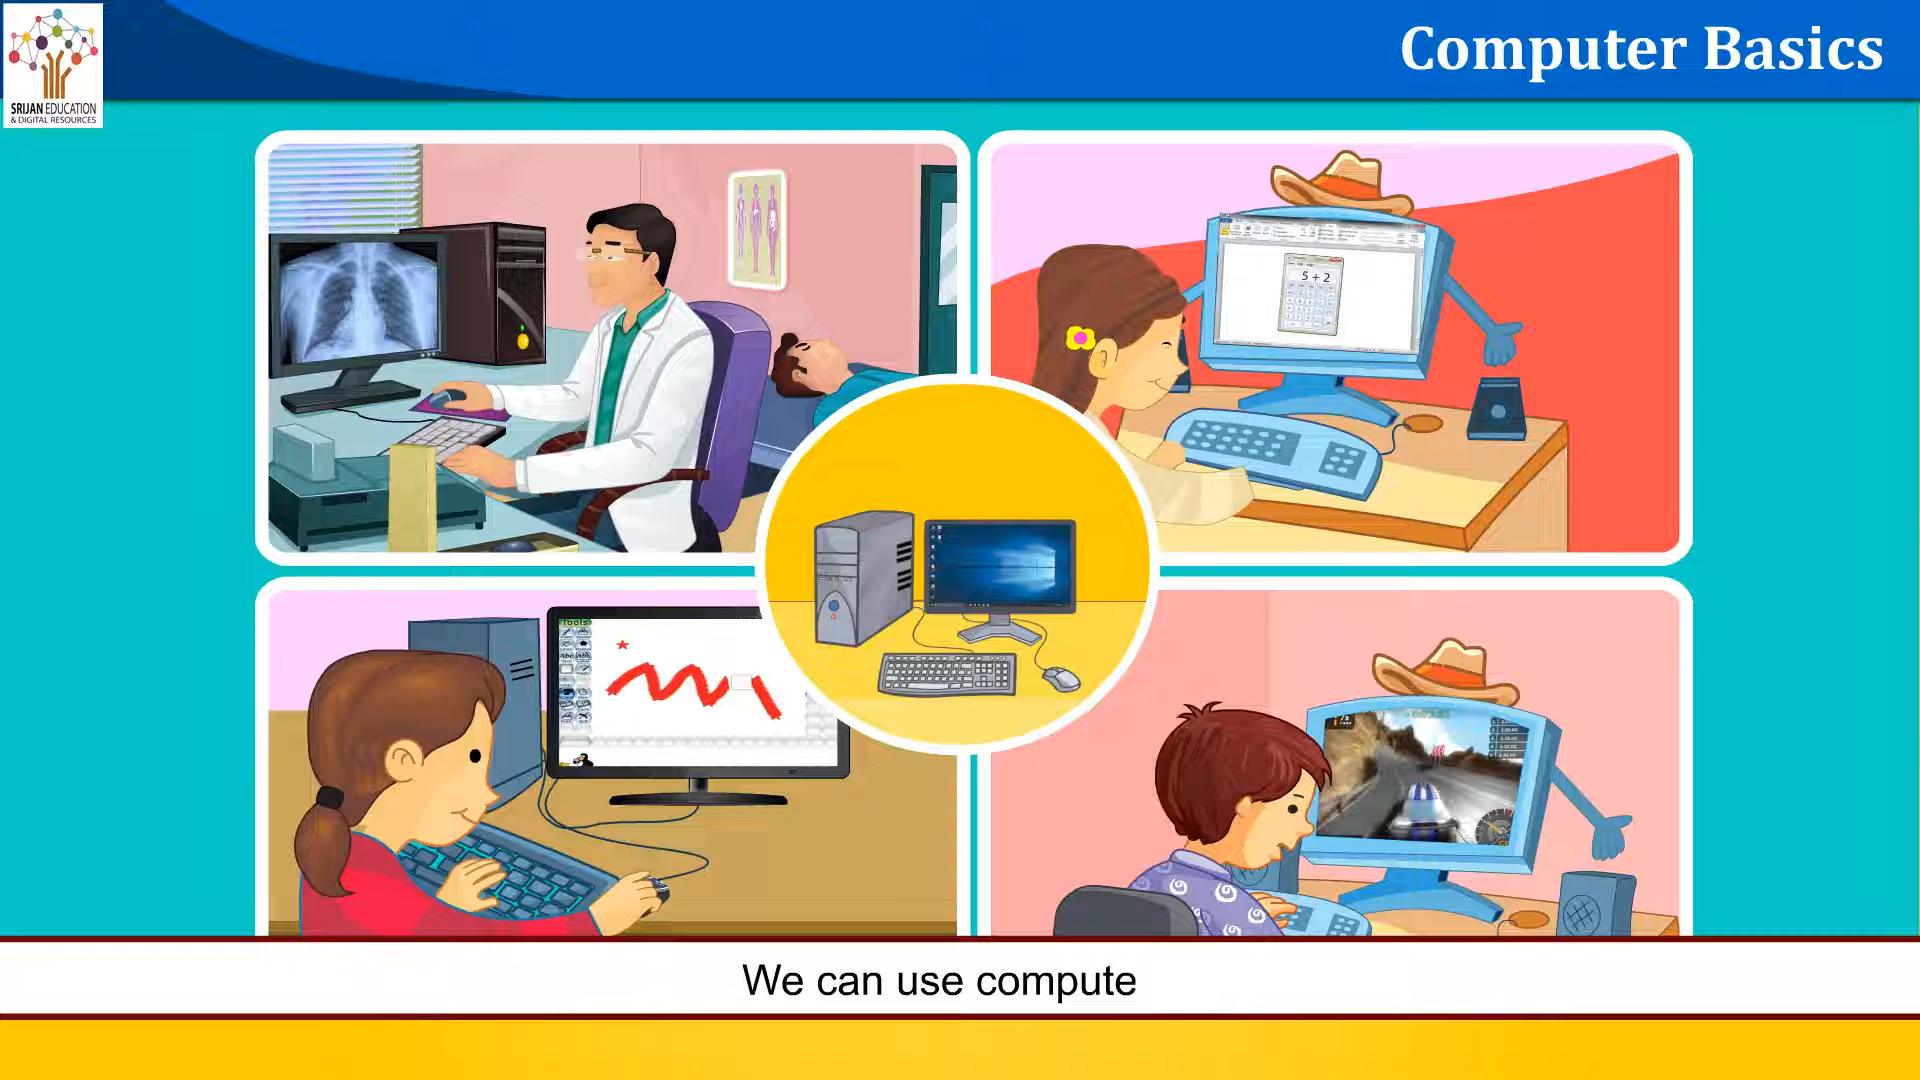 Computer Basics
SRIJAN EDUCATION
& DIGITAL RESOURCES
5 + 2
Tools
We can use compute